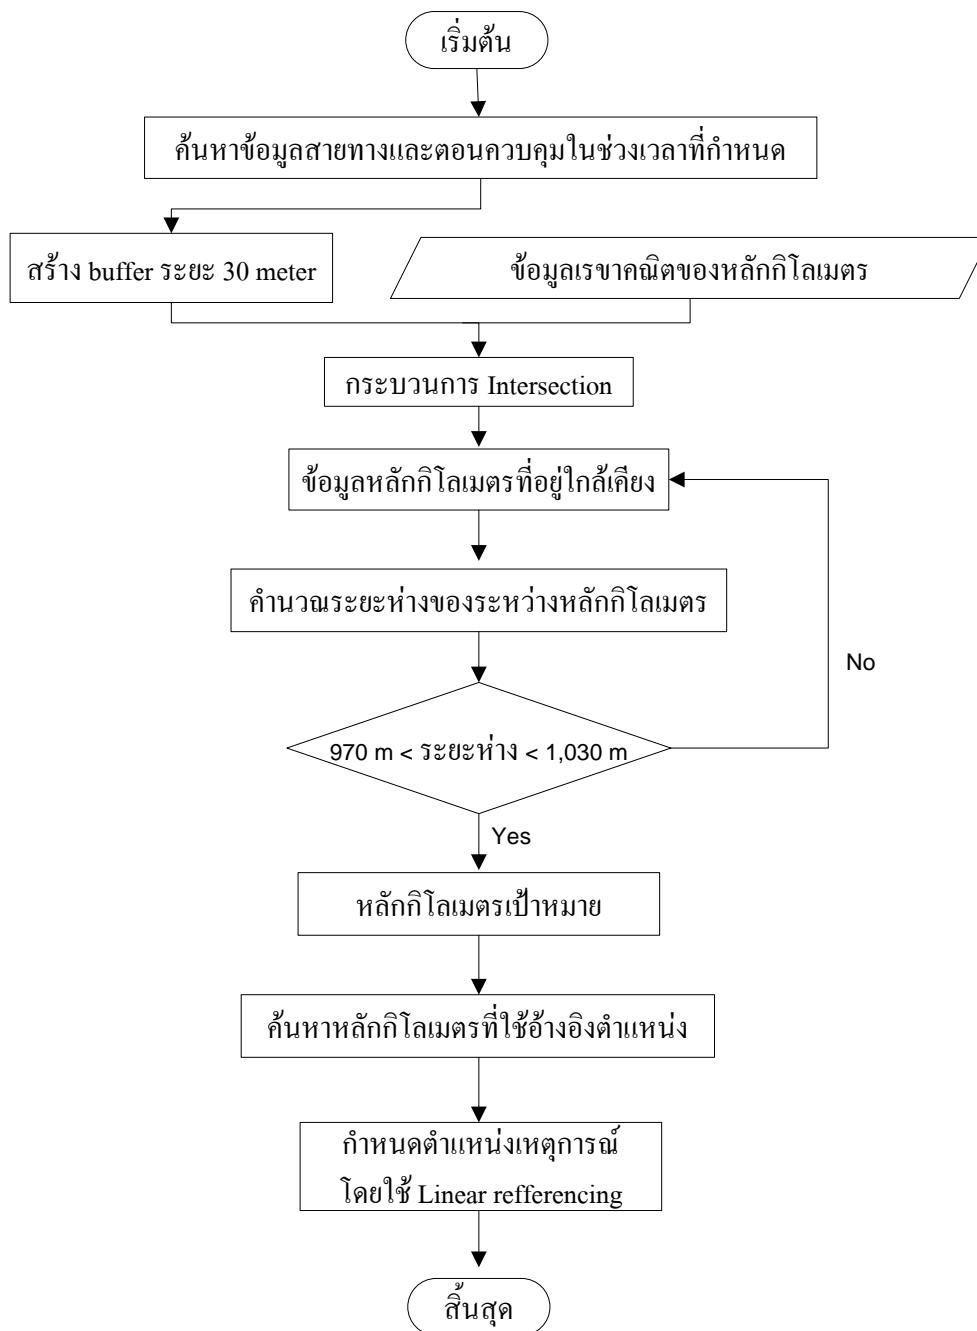 เริ่มต้น
ค้นหาข้อมูลสายทางและตอนควบคุมในช่วงเวลาที่กำหนด
สร้าง buffer ระยะ 30 meter
ข้อมูลเรขาคณิตของหลักกิโลเมตร
กระบวนการ Intersection
ข้อมูลหลักกิโลเมตรที่อยู่ใกล้เคียง
คำนวณระยะห่างของระหว่างหลักกิโลเมตร
No
970 m < ระยะห่าง < 1,030 m
Yes
หลักกิโลเมตรเป้าหมาย
ค้นหาหลักกิโลเมตรที่ใช้อ้างอิงตำแหน่ง
กำหนดตำแหน่งเหตุการณ์
โดยใช้ Linear refferencing
สิ้นสุด